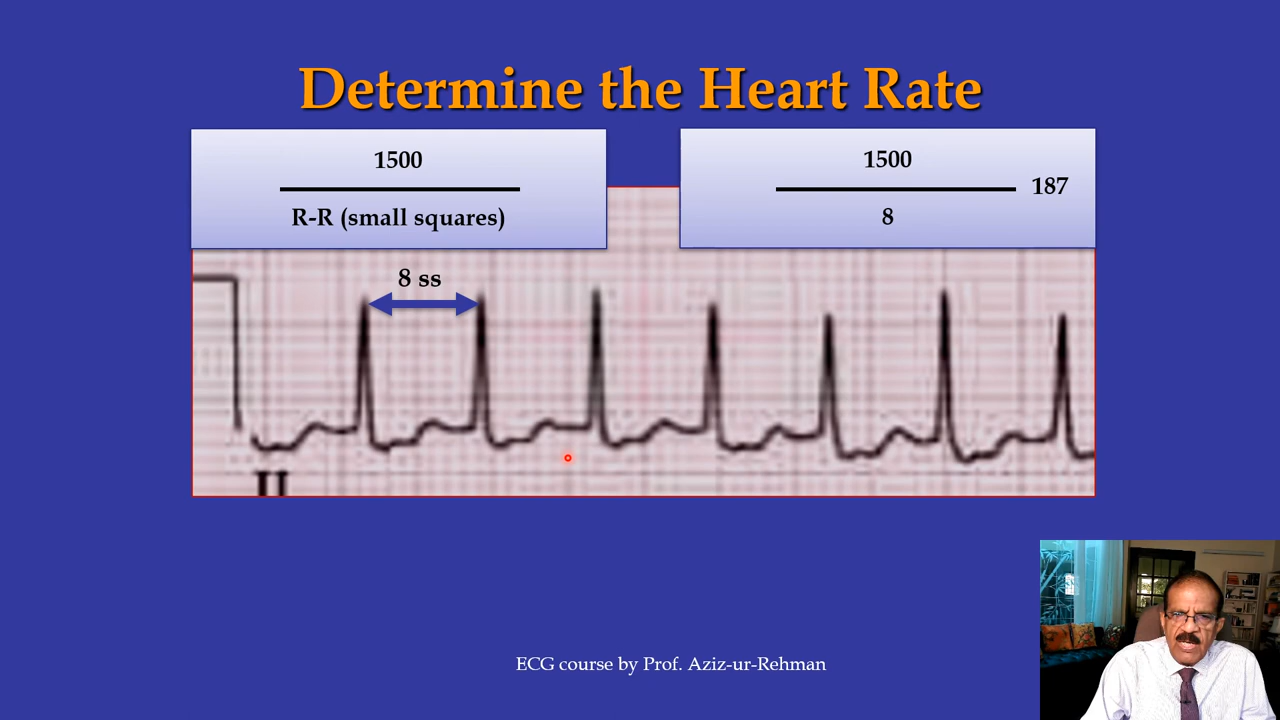 Determine the Heart Rate
1500
R-R (small squares)
1500
8
187
8 ss
II
ECG course by Prof. Aziz-ur-Rehman